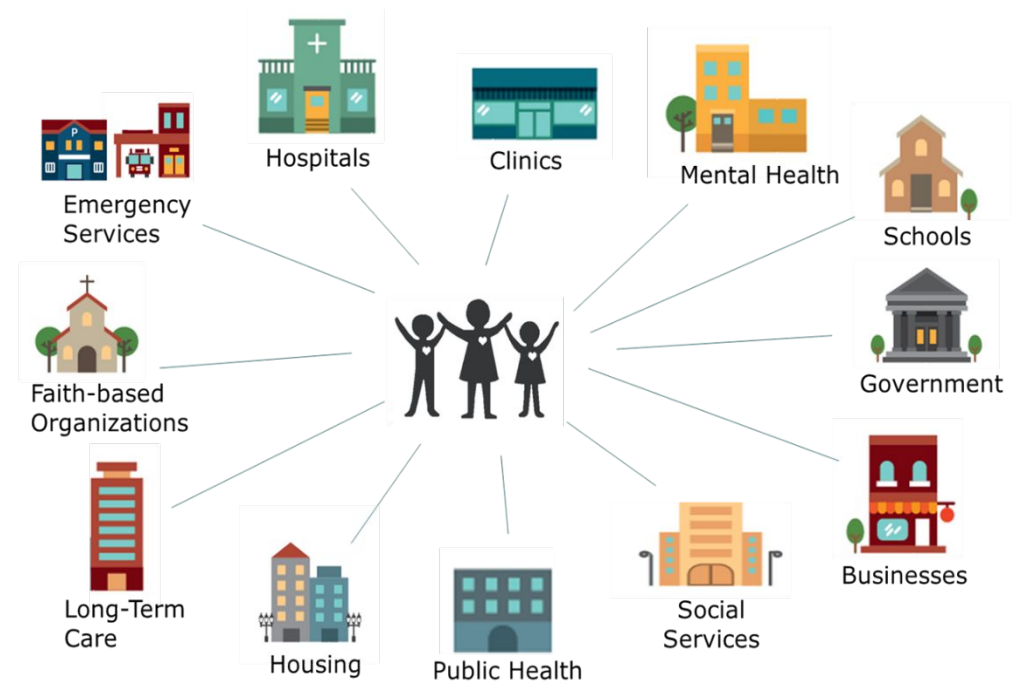 Hospitals
Clinics
Mental Health
P
Emergency
Services
Schools
Faith-based
Organizations
Government
Long-Term
Care
Housing
Public Health
Social
Services
Businesses